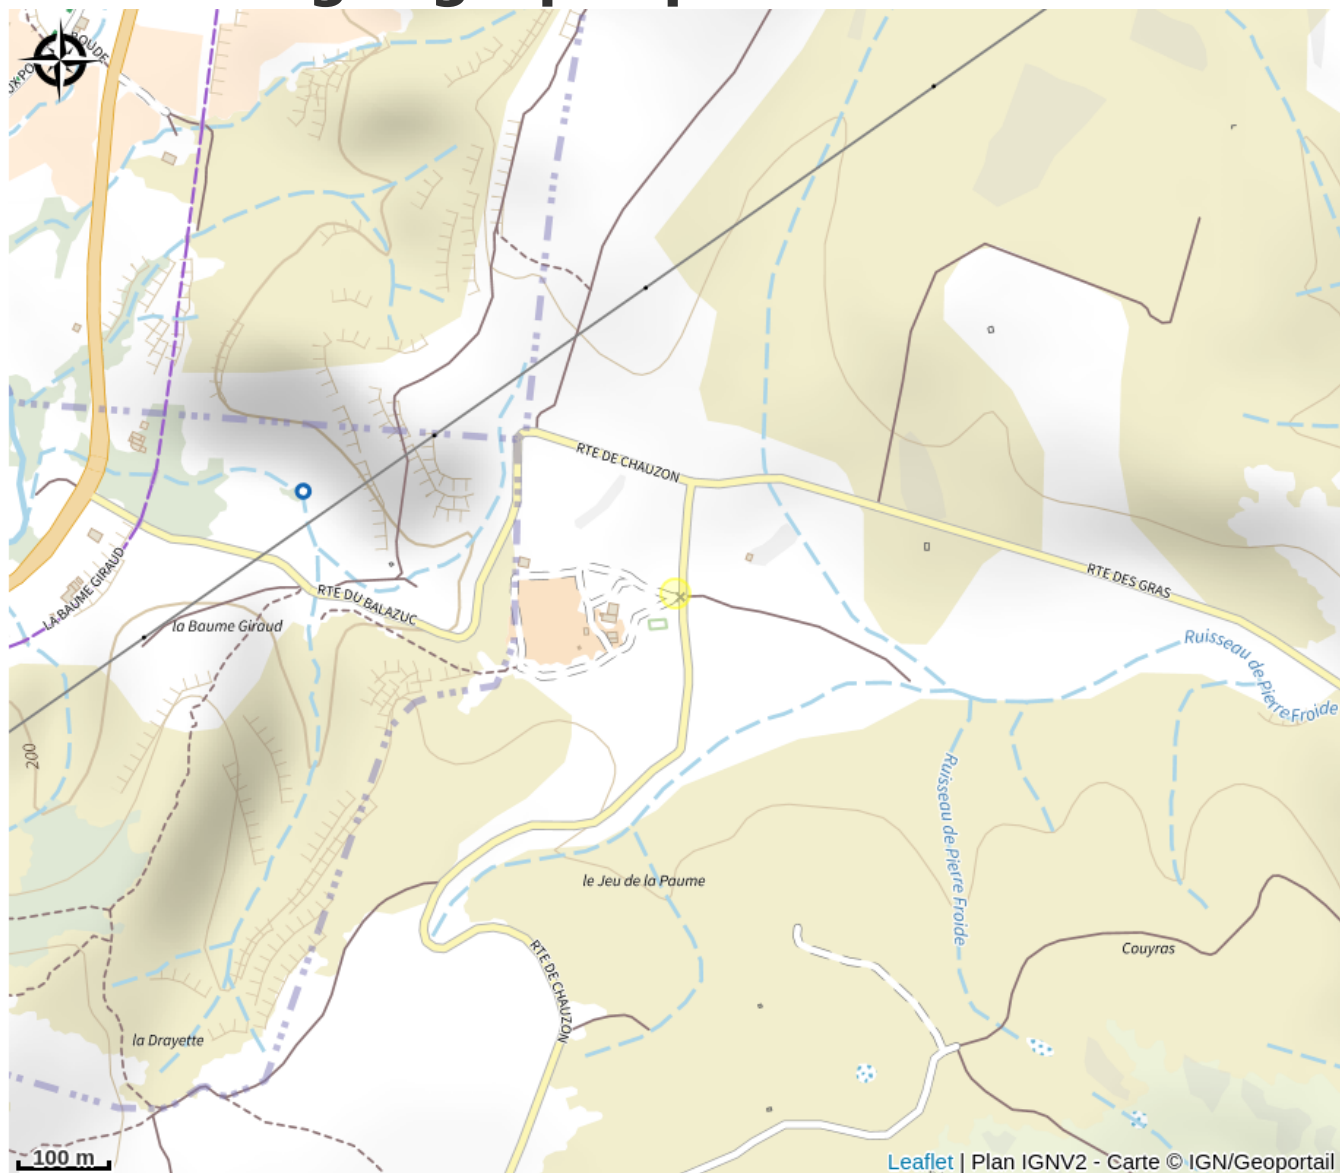 RTE DE CHAUZON
RTE DES GRAS
LA BAUME GIRAUD
RTE DU BALAZUC
la Baume Giraud
Ruisseau de Pierre Froide
200
Ruisseau de Pierre Froide
le Jeu de la Paume
RTE DE CHAUZON
Couyras
la Drayette
100 m
Leaflet | Plan IGNV2 - Carte © IGN/Geoportail